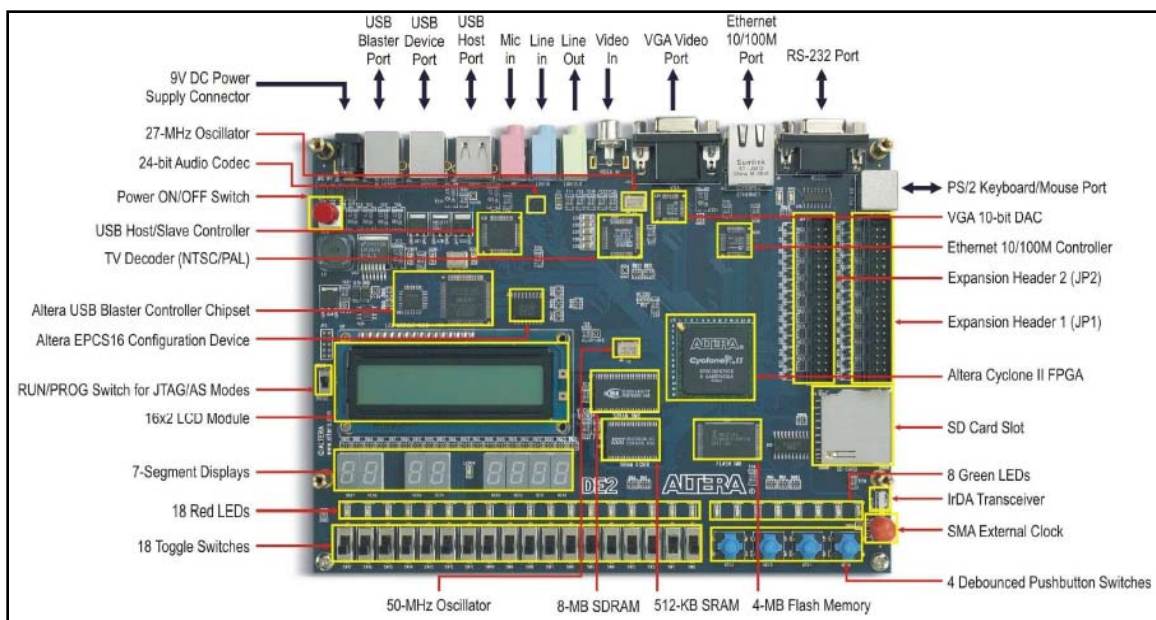 USB
Blaster
Port
USB
Device
Port
USB
Host
Port
Mic
in
Line
in
Line
Out
Video
In
VGA Video
Port
Ethernet
10/100M
Port
RS-232 Port
9V DC Power
Supply Connector
27-MHz Oscillator
24-bit Audio Codec
Power ON/OFF Switch
USB Host/Slave Controller
TV Decoder (NTSC/PAL)
Altera USB Blaster Controller Chipset
Altera EPCS16 Configuration Device
RUN/PROG Switch for JTAG/AS Modes
16x2 LCD Module
7-Segment Displays
18 Red LEDs
18 Toggle Switches
PS/2 Keyboard/Mouse Port
VGA 10-bit DAC
Ethernet 10/100M Controller
Expansion Header 2 (JP2)
Expansion Header 1 (JP1)
Altera Cyclone II FPGA
SD Card Slot
8 Green LEDs
IrDA Transceiver
SMA External Clock
4 Debounced Pushbutton Switches
50-MHz Oscillator
8-MB SDRAM
512-KB SRAM
4-MB Flash Memory
ALTERA
Cyclone II
DE2
ALTERA